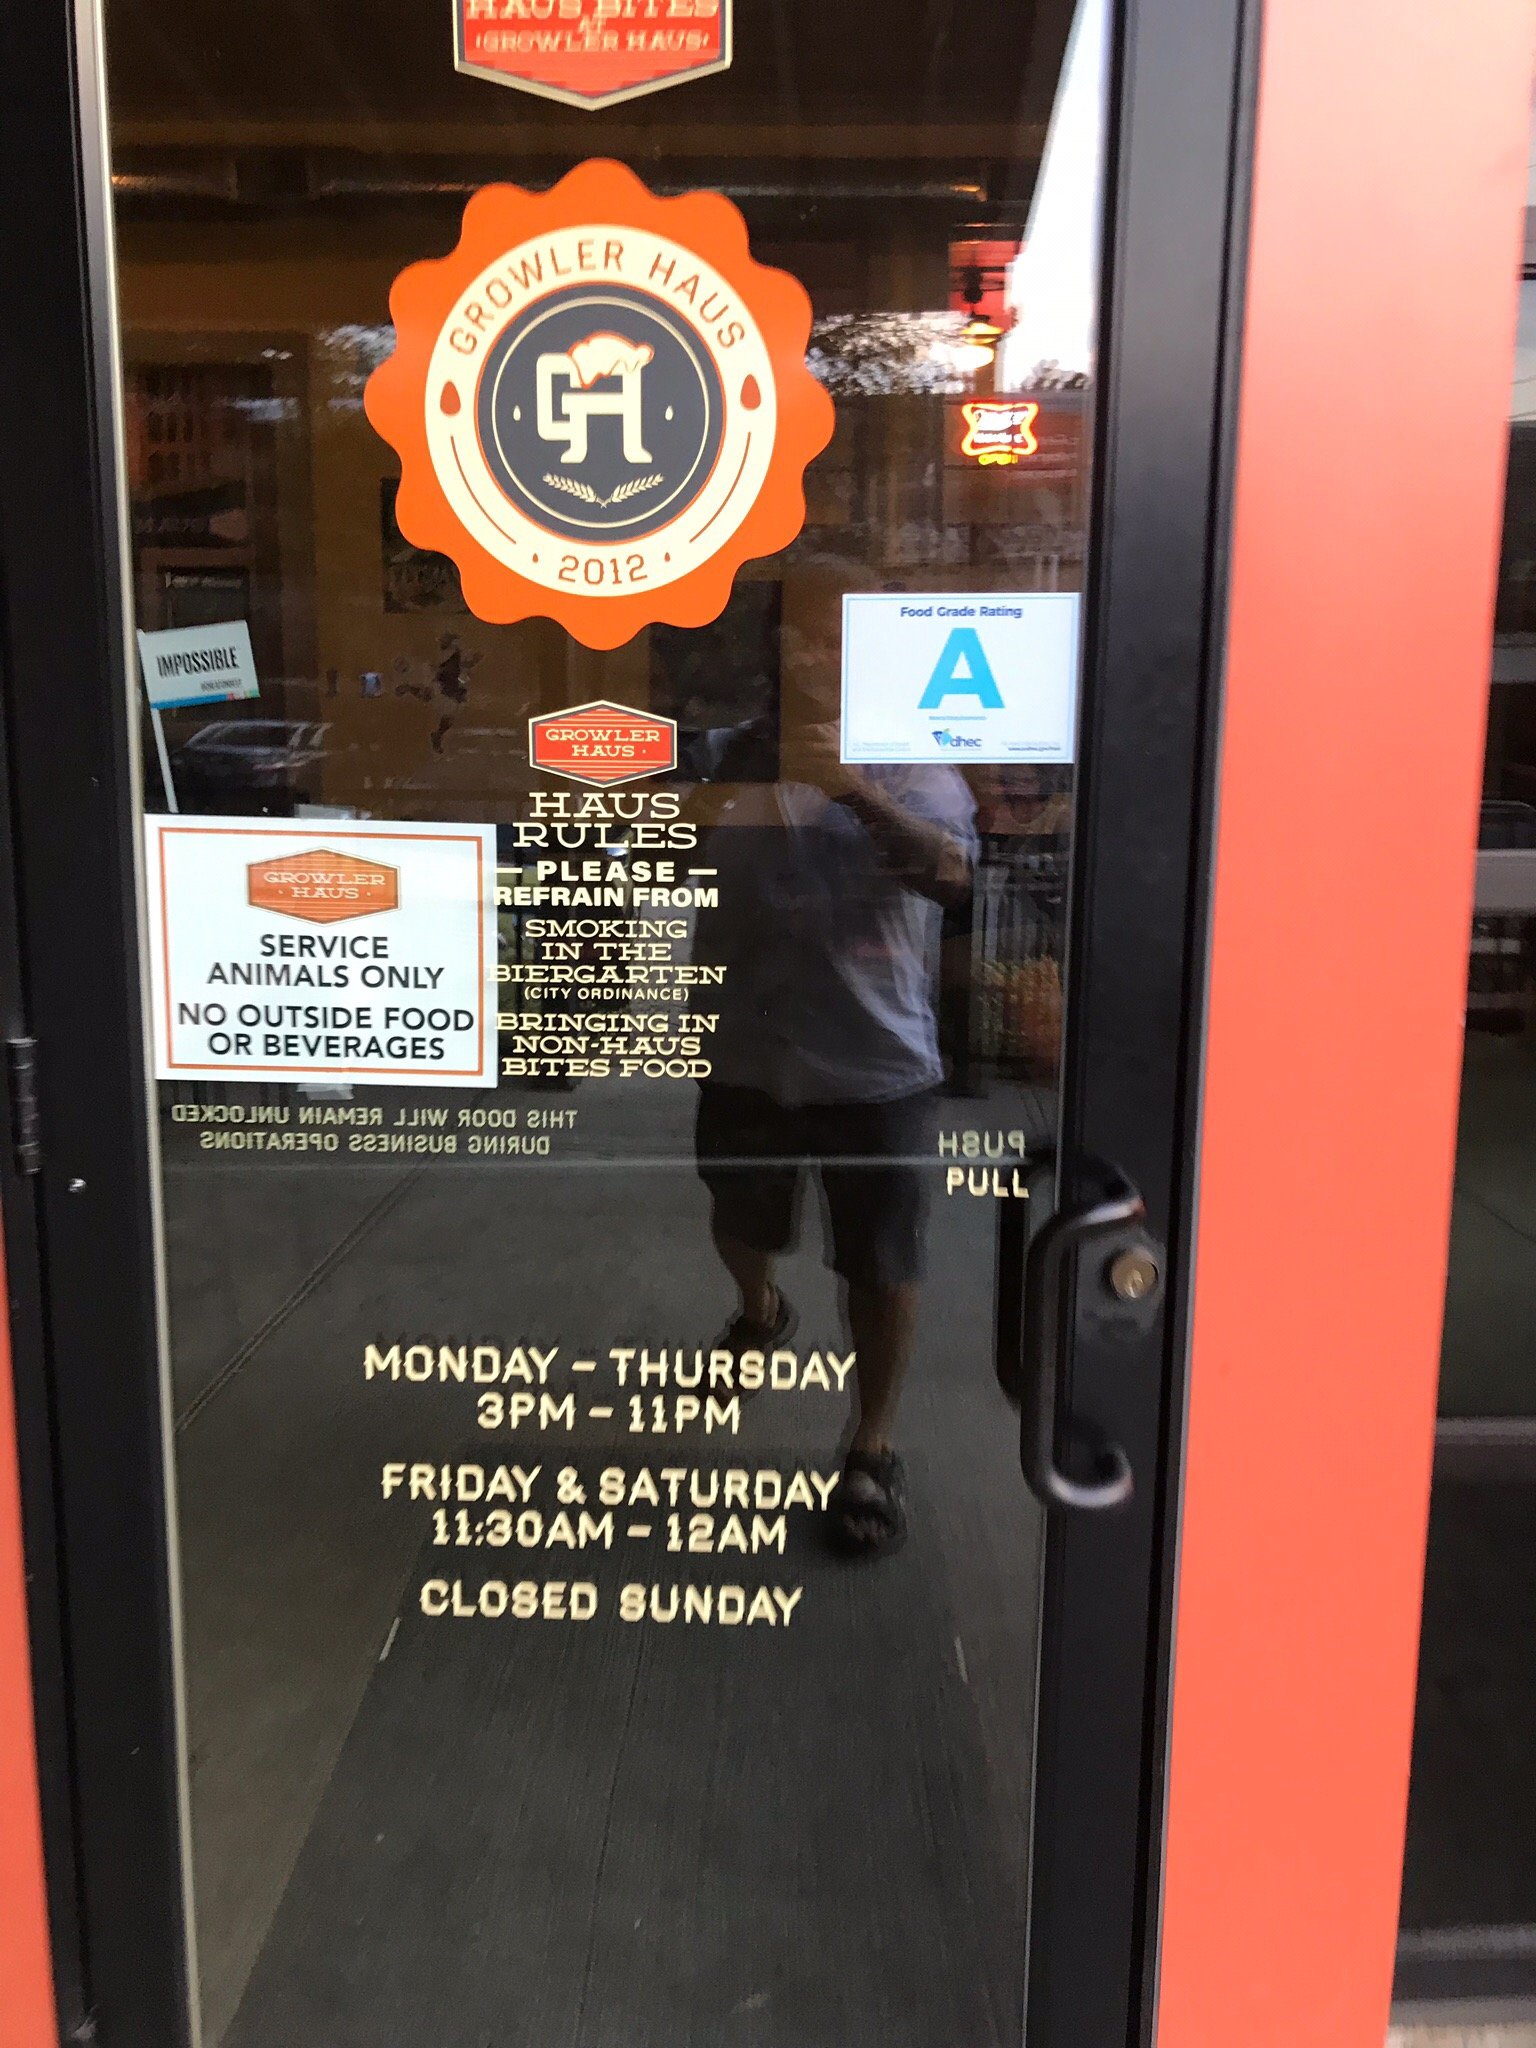 HAUS BITES
AT
GROWLER HAUS
GROWLER HAUS
GH
2012
Food Grade Rating
A
dhec
IMPOSSIBLE
GROWLER
HAUS
HAUS
RULES
— PLEASE —
REFRAIN FROM
SMOKING
IN THE
BIERGARTEN
(CITY ORDINANCE)
BRINGING IN
NON-HAUS
BITES FOOD
GROWLER
· HAUS ·
SERVICE
ANIMALS ONLY
NO OUTSIDE FOOD
OR BEVERAGES
THIS DOOR WILL REMAIN UNLOCKED
DURING BUSINESS OPERATIONS
PUSH
PULL
MONDAY – THURSDAY
3PM – 11PM
FRIDAY & SATURDAY
11:30AM – 12AM
CLOSED SUNDAY